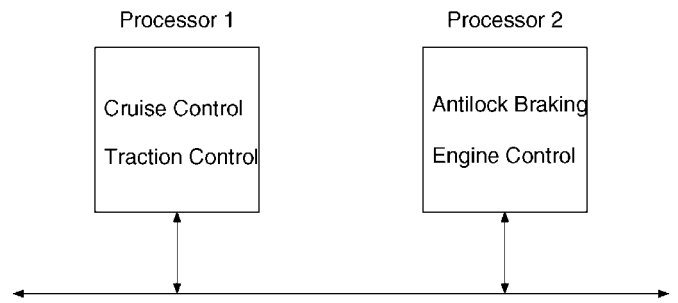 Processor 1
Processor 2
Cruise Control
Traction Control
Antilock Braking
Engine Control